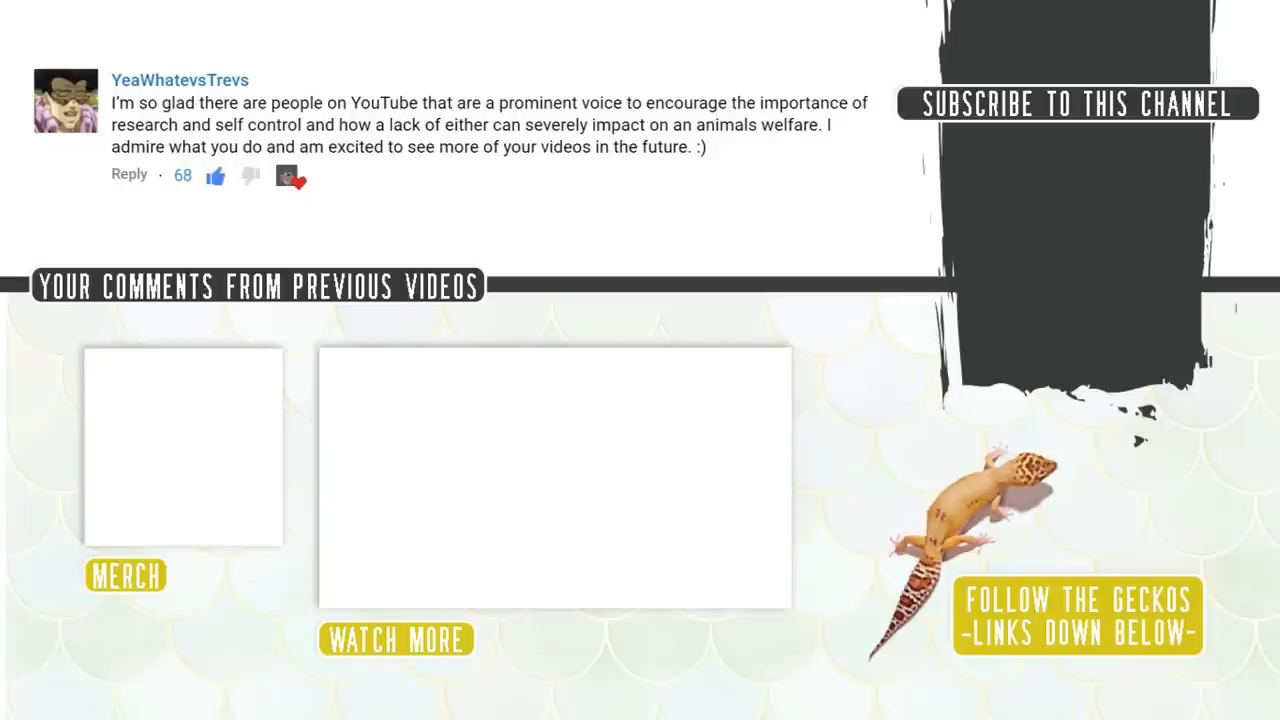 YeaWhatevsTrevs
I'm so glad there are people on YouTube that are a prominent voice to encourage the importance of
research and self control and how a lack of either can severely impact on an animals welfare. I
admire what you do and am excited to see more of your videos in the future. :)
Reply · 68
SUBSCRIBE TO THIS CHANNEL
YOUR COMMENTS FROM PREVIOUS VIDEOS
MERCH
WATCH MORE
FOLLOW THE GECKOS
-LINKS DOWN BELOW-